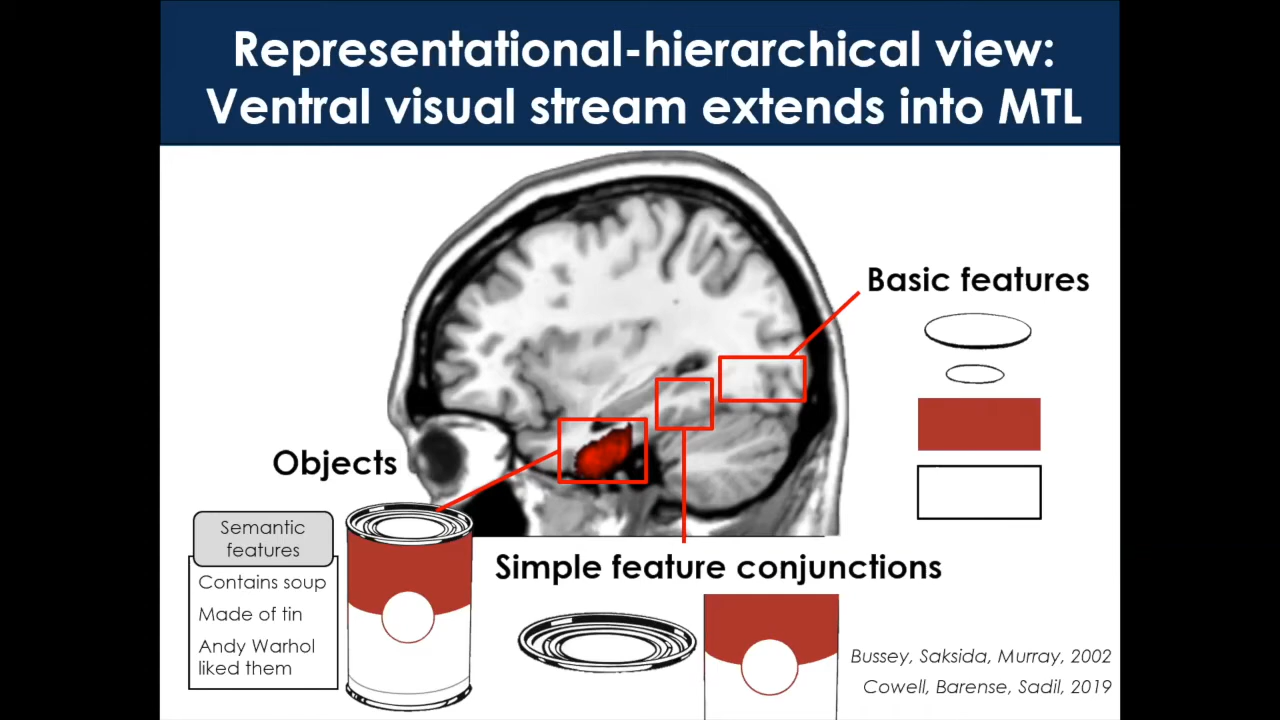 Representational-hierarchical view:
Ventral visual stream extends into MTL
Basic features
Objects
Semantic
features
Contains soup
Made of tin
Andy Warhol
liked them
Simple feature conjunctions
Bussey, Saksida, Murray, 2002
Cowell, Barense, Sadil, 2019